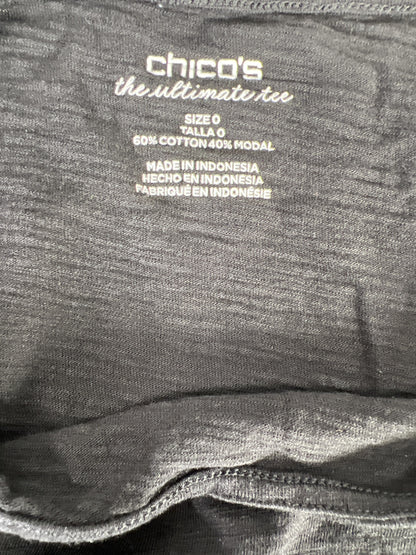 chico's
the ultimate tee
SIZE 0
TALLA 0
60% COTTON 40% MODAL
MADE IN INDONESIA
HECHO EN INDONESIA
FABRIQUÉ EN INDONÉSIE